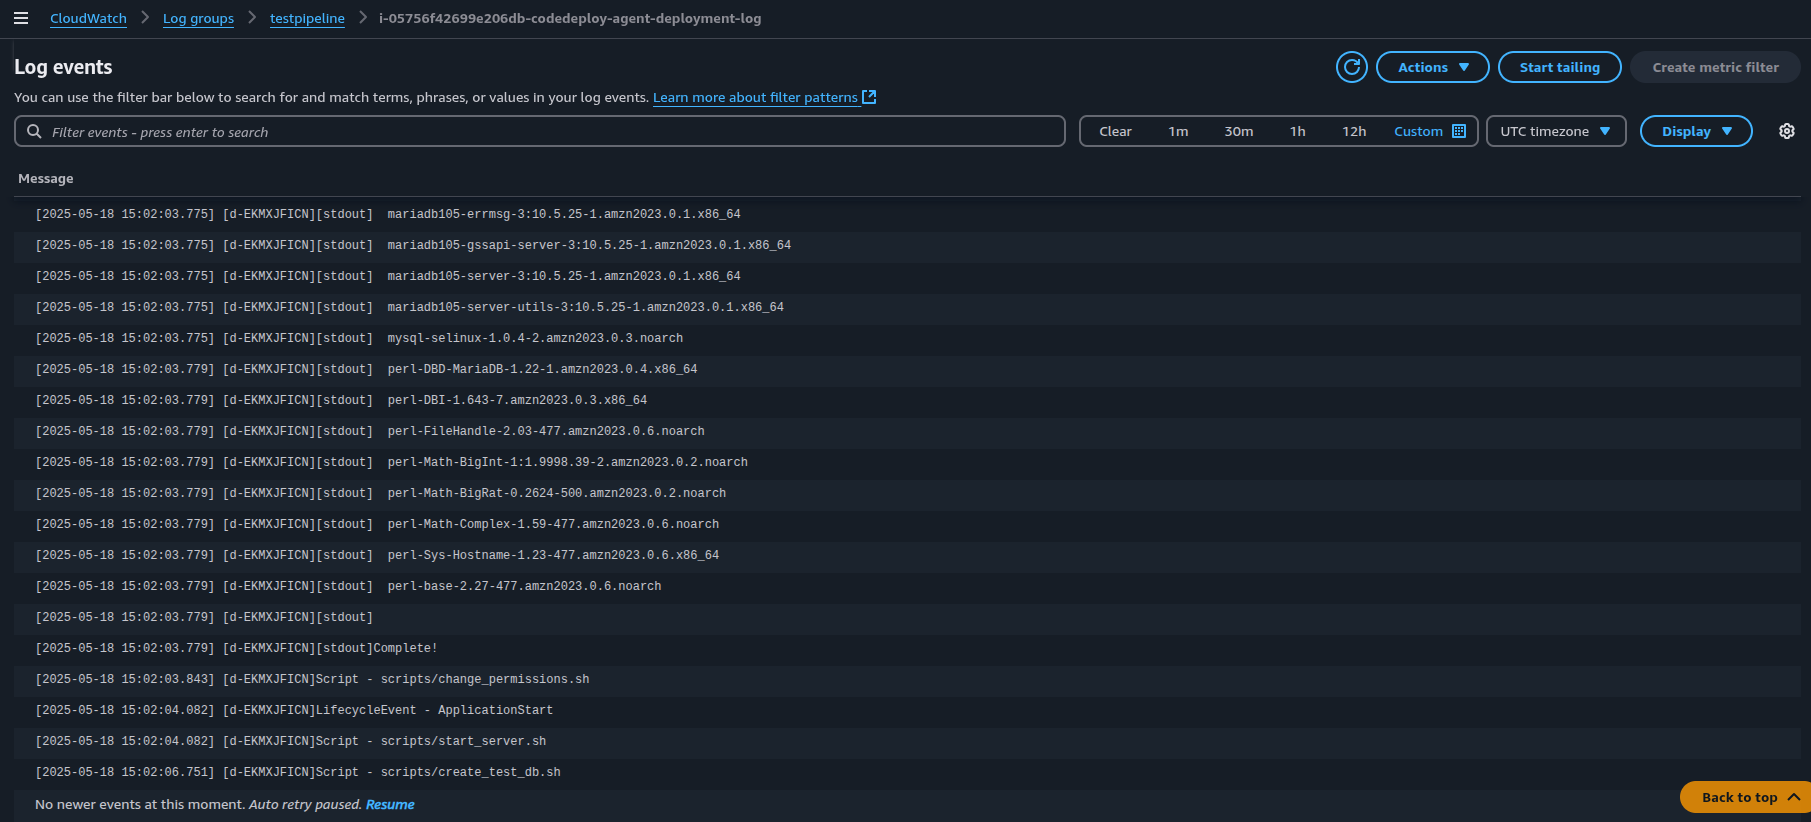 CloudWatch > Log groups > testpipeline > i-05756f42699e206db-codedeploy-agent-deployment-log
Log events
Actions Start tailing Create metric filter
You can use the filter bar below to search for and match terms, phrases, or values in your log events. Learn more about filter patterns
Filter events - press enter to search
Clear 1m 30m 1h 12h Custom UTC timezone Display
Message
[2025-05-18 15:02:03.775] [d-EKMXJFICN][stdout]  mariadb105-errmsg-3:10.5.25-1.amzn2023.0.1.x86_64
[2025-05-18 15:02:03.775] [d-EKMXJFICN][stdout]  mariadb105-gssapi-server-3:10.5.25-1.amzn2023.0.1.x86_64
[2025-05-18 15:02:03.775] [d-EKMXJFICN][stdout]  mariadb105-server-3:10.5.25-1.amzn2023.0.1.x86_64
[2025-05-18 15:02:03.775] [d-EKMXJFICN][stdout]  mariadb105-server-utils-3:10.5.25-1.amzn2023.0.1.x86_64
[2025-05-18 15:02:03.775] [d-EKMXJFICN][stdout]  mysql-selinux-1.0.4-2.amzn2023.0.3.noarch
[2025-05-18 15:02:03.779] [d-EKMXJFICN][stdout]  perl-DBD-MariaDB-1.22-1.amzn2023.0.4.x86_64
[2025-05-18 15:02:03.779] [d-EKMXJFICN][stdout]  perl-DBI-1.643-7.amzn2023.0.3.x86_64
[2025-05-18 15:02:03.779] [d-EKMXJFICN][stdout]  perl-FileHandle-2.03-477.amzn2023.0.6.noarch
[2025-05-18 15:02:03.779] [d-EKMXJFICN][stdout]  perl-Math-BigInt-1:1.9998.39-2.amzn2023.0.2.noarch
[2025-05-18 15:02:03.779] [d-EKMXJFICN][stdout]  perl-Math-BigRat-0.2624-500.amzn2023.0.2.noarch
[2025-05-18 15:02:03.779] [d-EKMXJFICN][stdout]  perl-Math-Complex-1.59-477.amzn2023.0.6.noarch
[2025-05-18 15:02:03.779] [d-EKMXJFICN][stdout]  perl-Sys-Hostname-1.23-477.amzn2023.0.6.x86_64
[2025-05-18 15:02:03.779] [d-EKMXJFICN][stdout]  perl-base-2.27-477.amzn2023.0.6.noarch
[2025-05-18 15:02:03.779] [d-EKMXJFICN][stdout]
[2025-05-18 15:02:03.779] [d-EKMXJFICN][stdout]Complete!
[2025-05-18 15:02:03.843] [d-EKMXJFICN]Script - scripts/change_permissions.sh
[2025-05-18 15:02:04.082] [d-EKMXJFICN]LifecycleEvent - ApplicationStart
[2025-05-18 15:02:04.082] [d-EKMXJFICN]Script - scripts/start_server.sh
[2025-05-18 15:02:06.751] [d-EKMXJFICN]Script - scripts/create_test_db.sh
No newer events at this moment. Auto retry paused. Resume
Back to top